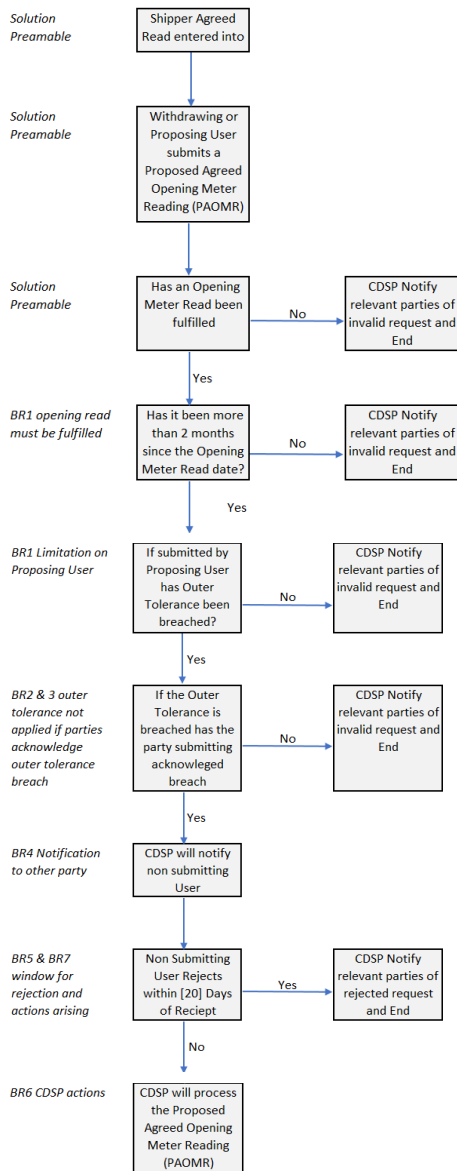 Solution
Preamable
Shipper Agreed
Read entered into
Solution
Preamable
Withdrawing or
Proposing User
submits a
Proposed Agreed
Opening Meter
Reading (PAOMR)
Solution
Preamable
Has an Opening
Meter Read been
fulfilled
No
CDSP Notify
relevant parties of
invalid request and
End
Yes
BR1 opening read
must be fulfilled
Has it been more
than 2 months
since the Opening
Meter Read date?
No
CDSP Notify
relevant parties of
invalid request and
End
Yes
BR1 Limitation on
Proposing User
If submitted by
Proposing User
has Outer
Tolerance been
breached?
No
CDSP Notify
relevant parties of
invalid request and
End
Yes
BR2 & 3 outer
tolerance not
applied if parties
acknowledge
outer tolerance
breach
If the Outer
Tolerance is
breached has the
party submitting
acknowleged
breach
No
CDSP Notify
relevant parties of
invalid request and
End
Yes
BR4 Notification
to other party
CDSP will notify
non submitting
User
BR5 & BR7
window for
rejection and
actions arising
Non Submitting
User Rejects
within [20] Days
of Reciept
Yes
CDSP Notify
relevant parties of
rejected request
and End
No
BR6 CDSP actions
CDSP will process
the Proposed
Agreed Opening
Meter Reading
(PAOMR)